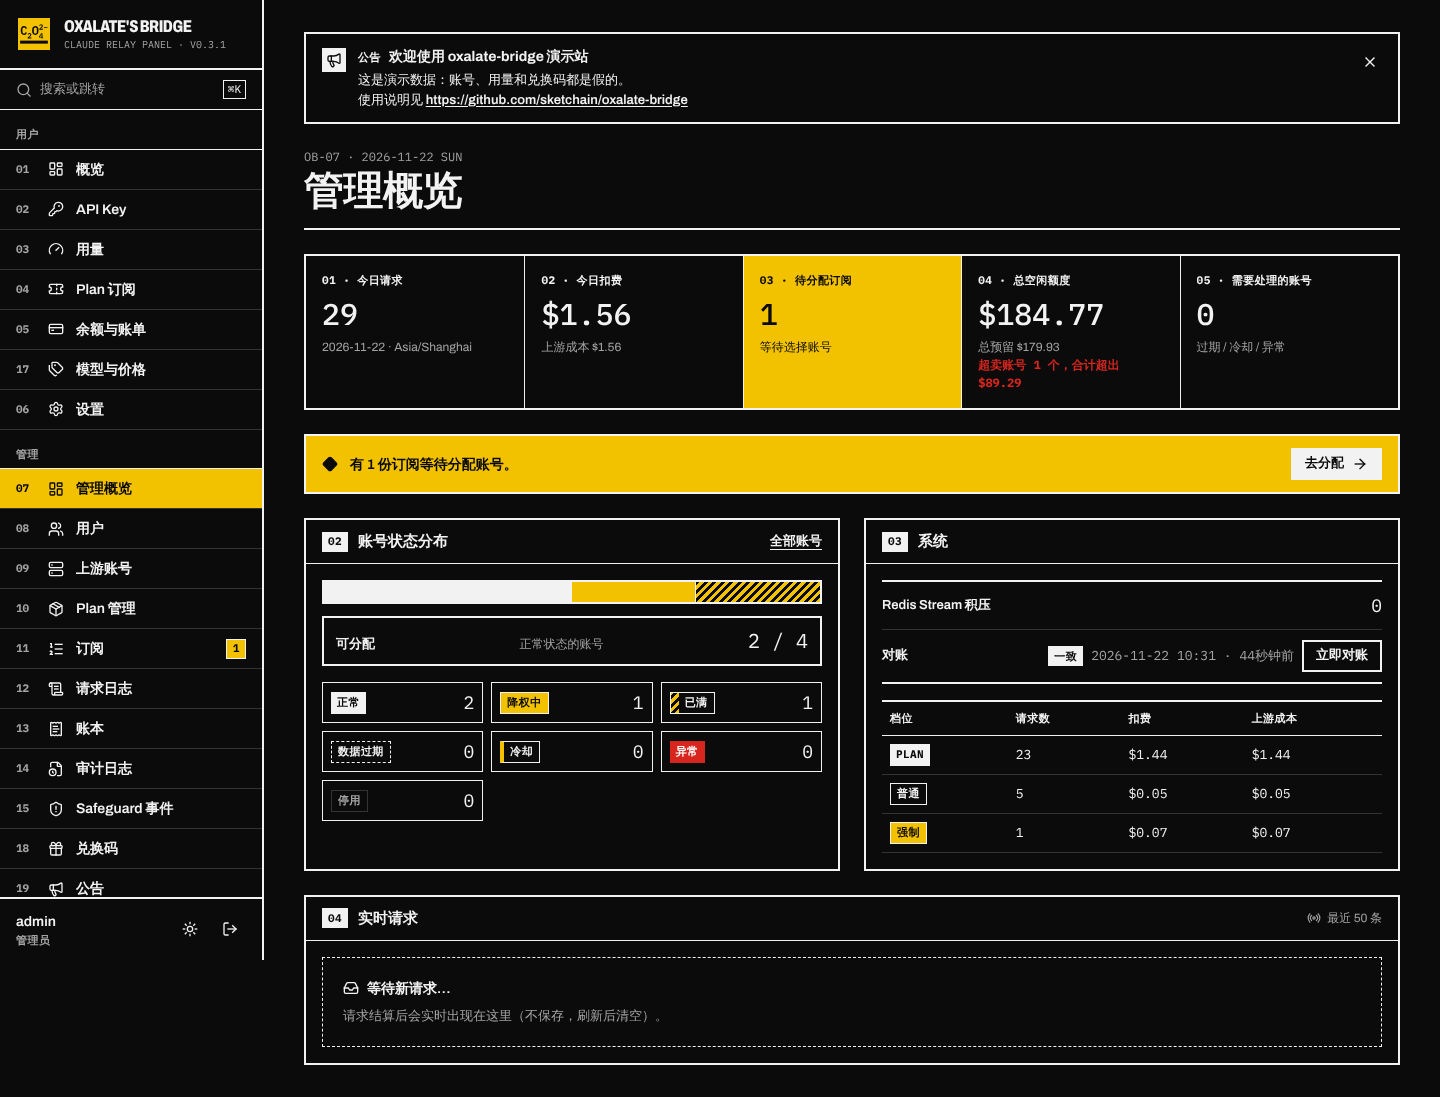 C₂O₄²⁻
OXALATE'S BRIDGE
CLAUDE RELAY PANEL · V0.3.1
搜索或跳转 ⌘K
用户
01 概览
02 API Key
03 用量
04 Plan 订阅
05 余额与账单
17 模型与价格
06 设置
管理
07 管理概览
08 用户
09 上游账号
10 Plan 管理
11 订阅 1
12 请求日志
13 账本
14 审计日志
15 Safeguard 事件
18 兑换码
19 公告
admin
管理员
公告 欢迎使用 oxalate-bridge 演示站
这是演示数据：账号、用量和兑换码都是假的。
使用说明见 https://github.com/sketchain/oxalate-bridge
OB-07 · 2026-11-22 SUN
管理概览
01 · 今日请求
29
2026-11-22 · Asia/Shanghai
02 · 今日扣费
$1.56
上游成本 $1.56
03 · 待分配订阅
1
等待选择账号
04 · 总空闲额度
$184.77
总预留 $179.93
超卖账号 1 个，合计超出
$89.29
05 · 需要处理的账号
0
过期 / 冷却 / 异常
有 1 份订阅等待分配账号。
去分配
02 账号状态分布 全部账号
可分配 正常状态的账号 2 / 4
正常 2
降权中 1
已满 1
数据过期 0
冷却 0
异常 0
停用 0
03 系统
Redis Stream 积压 0
对账 一致 2026-11-22 10:31 · 44秒钟前 立即对账
档位 请求数 扣费 上游成本
PLAN 23 $1.44 $1.44
普通 5 $0.05 $0.05
强制 1 $0.07 $0.07
04 实时请求 最近 50 条
等待新请求…
请求结算后会实时出现在这里（不保存，刷新后清空）。